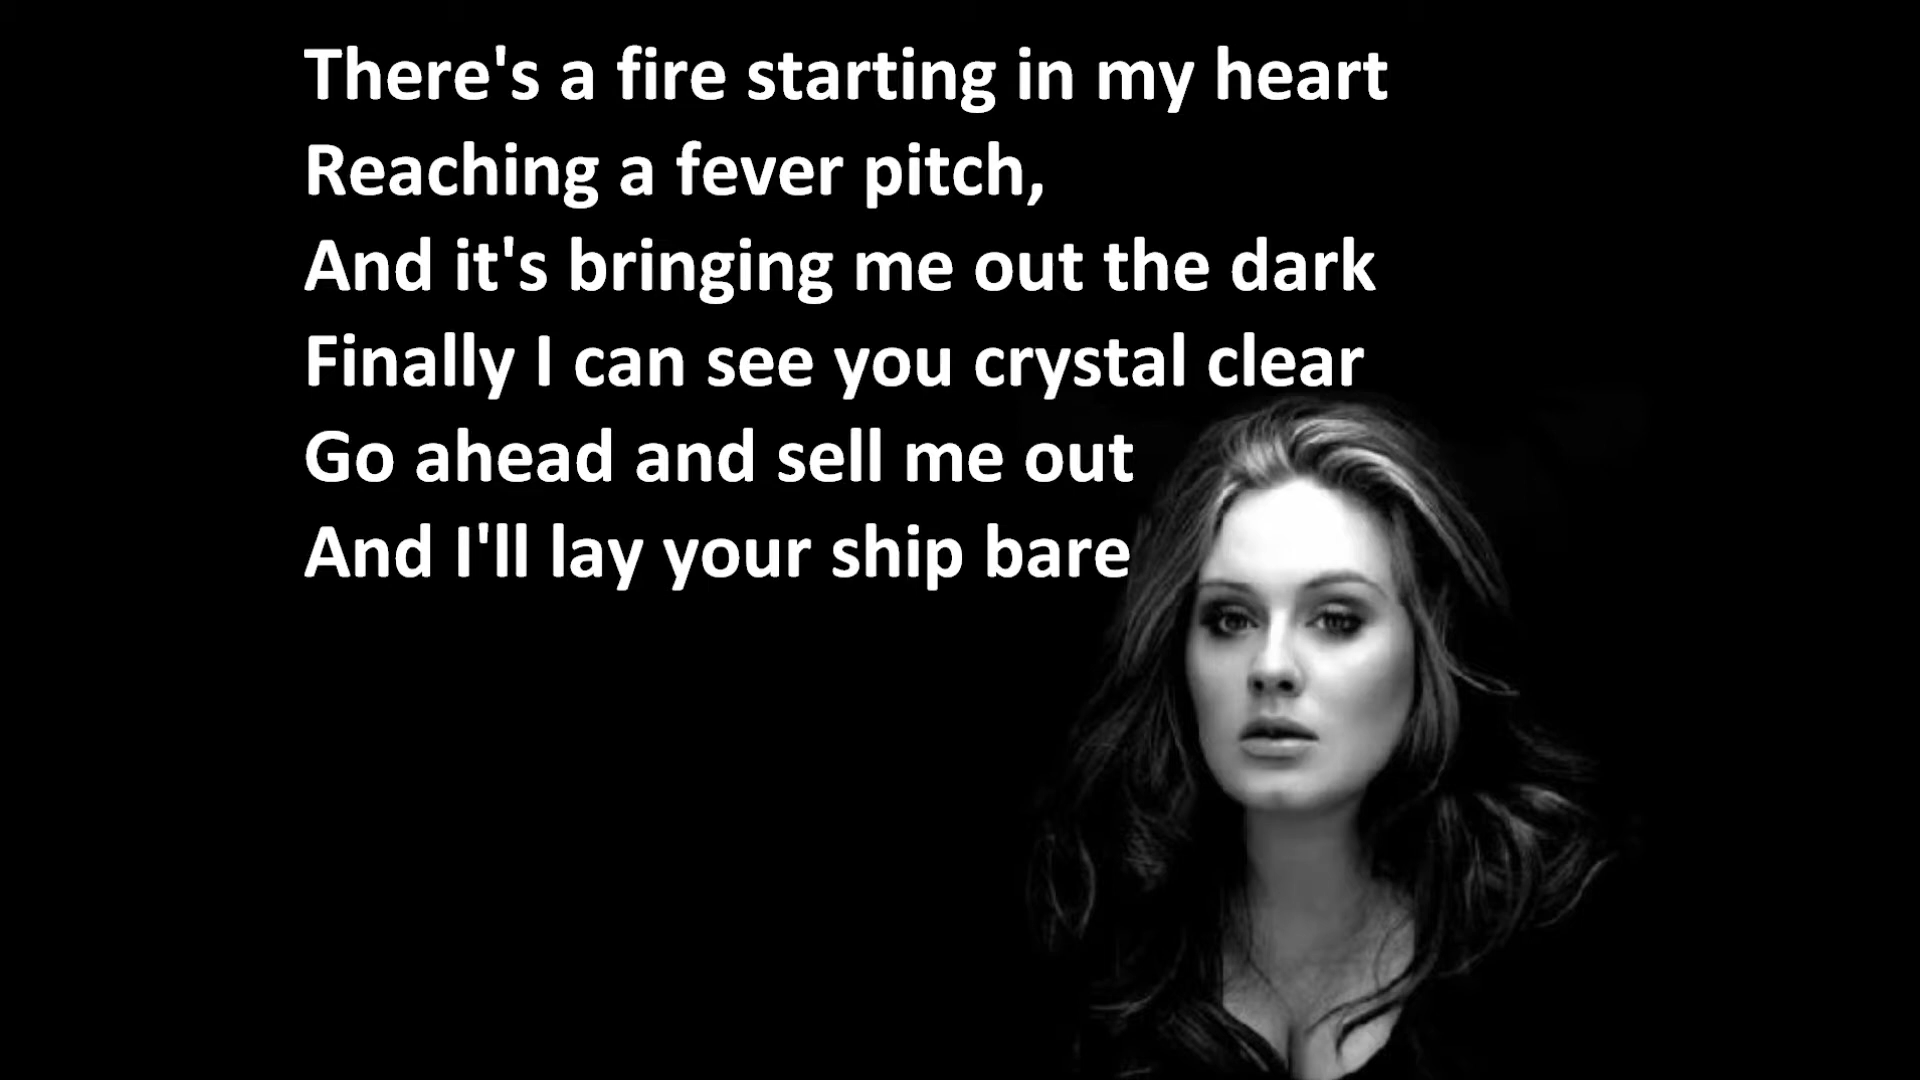 There's a fire starting in my heart
Reaching a fever pitch,
And it's bringing me out the dark
Finally I can see you crystal clear
Go ahead and sell me out
And I'll lay your ship bare